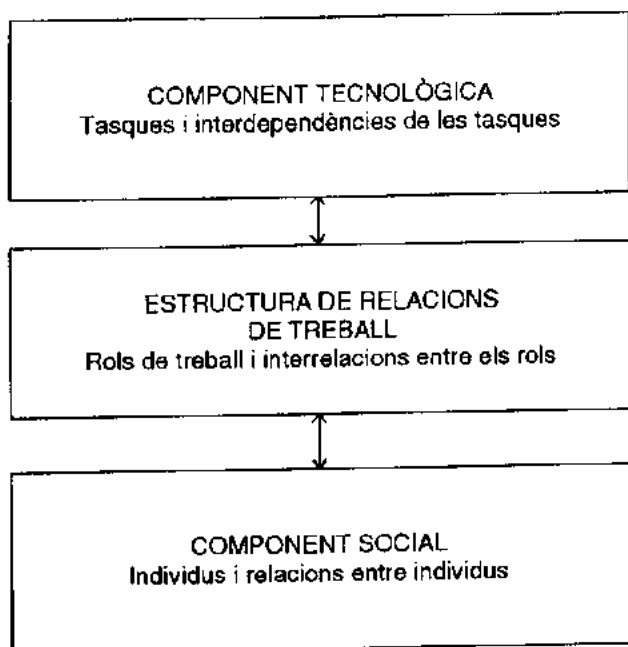 COMPONENT TECNOLÒGICA
Tasques i interdependències de les tasques
ESTRUCTURA DE RELACIONS
DE TREBALL
Rols de treball i interrelacions entre els rols
COMPONENT SOCIAL
Individus i relacions entre individus